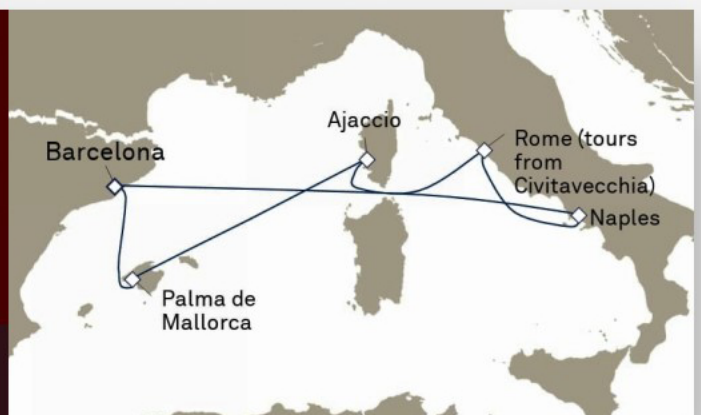 Ajaccio
Barcelona
Rome (tours
from
Civitavecchia)
Naples
Palma de
Mallorca